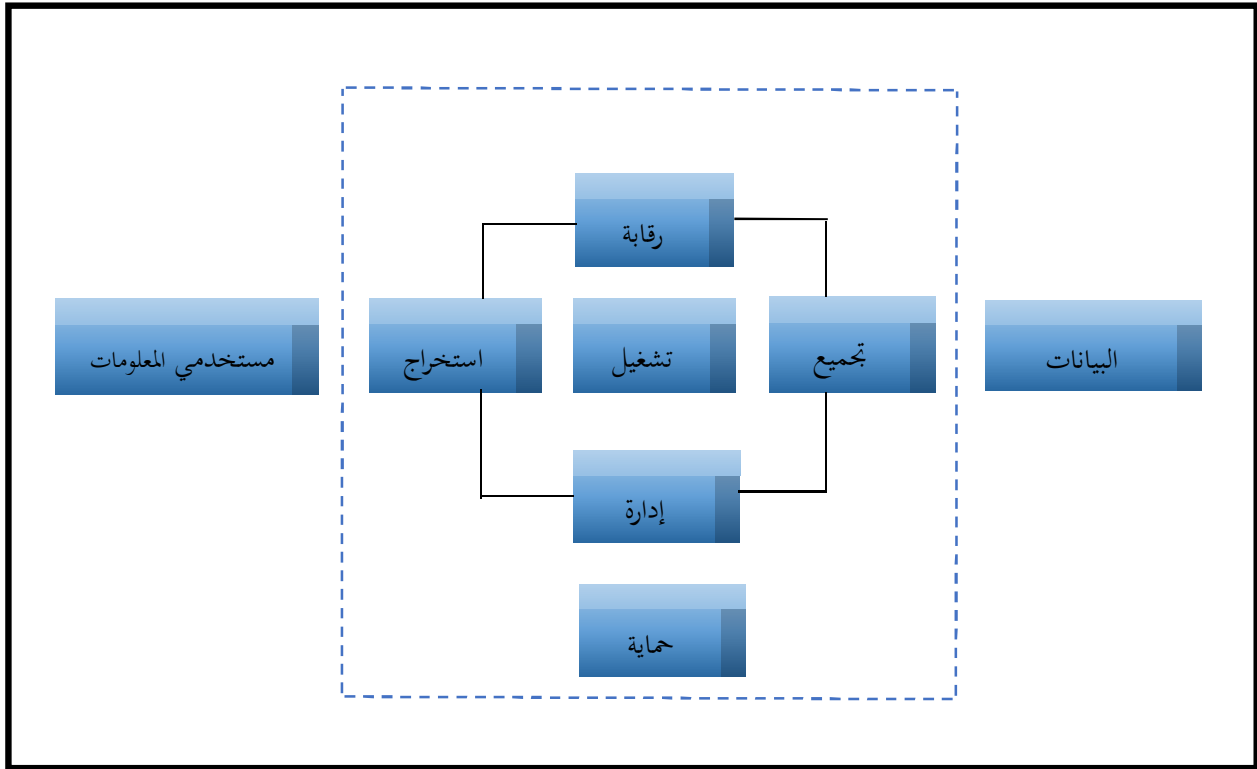 رقابة
البيانات
تجميع
تشغيل
استخراج
مستخدمي المعلومات
إدارة
حماية